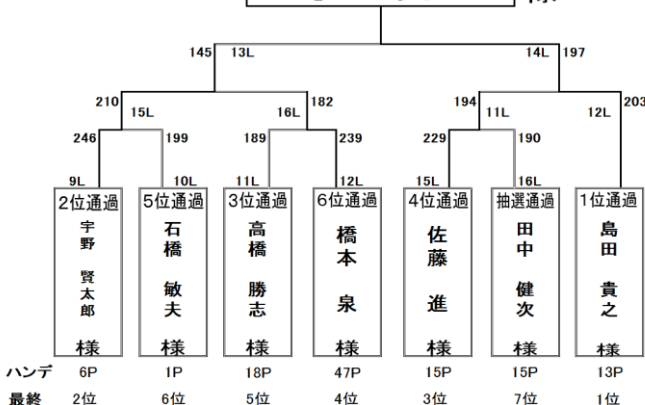 145 13L 14L 197
210 15L 16L 182 194 11L 12L 203
246 199 189 239 229 190
9L 10L 11L 12L 15L 16L
2位通過 5位通過 3位通過 6位通過 4位通過 抽選通過 1位通過
宇野 賢太郎 様
石橋 敏夫 様
高橋 勝志 様
橋本 泉 様
佐藤 進 様
田中 健次 様
島田 貴之 様
ハンデ 6P 1P 18P 47P 15P 15P 13P
最終 2位 6位 5位 4位 3位 7位 1位